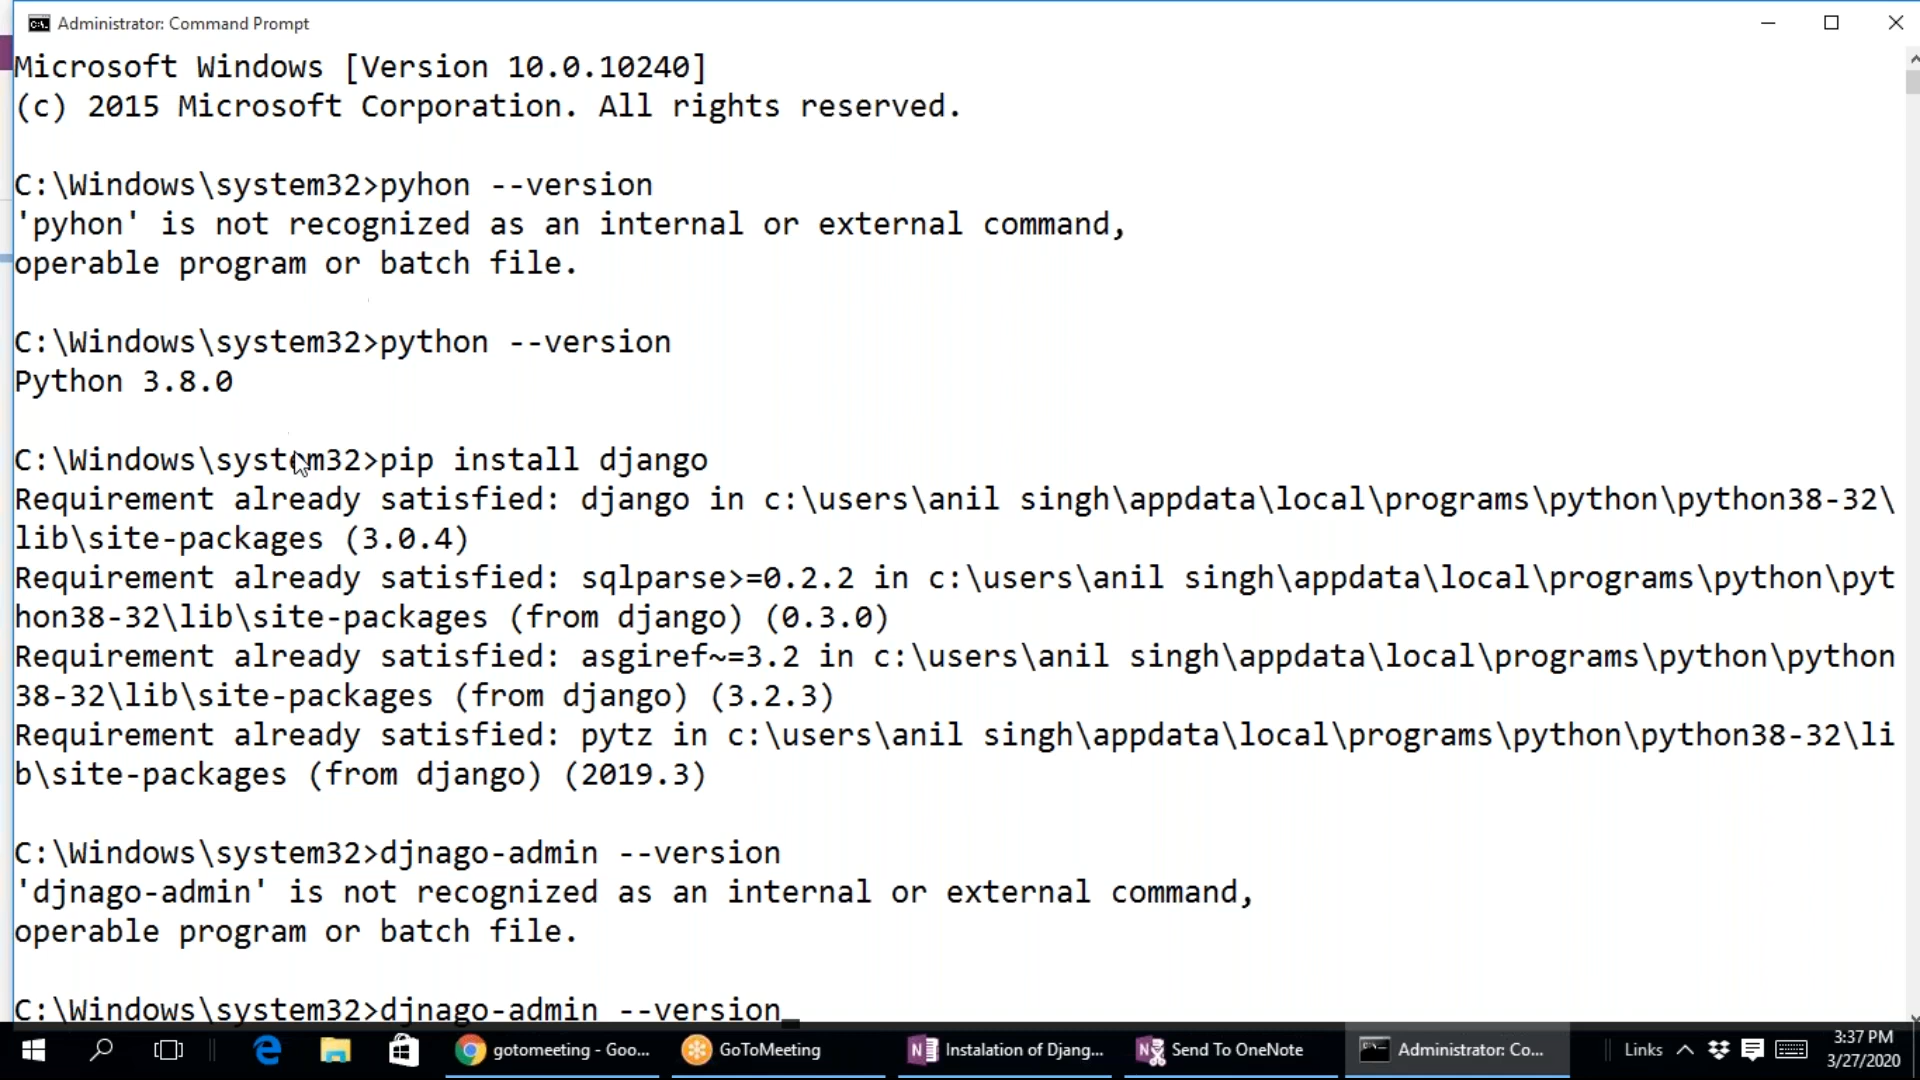 Administrator: Command Prompt
Microsoft Windows [Version 10.0.10240]
(c) 2015 Microsoft Corporation. All rights reserved.
C:\Windows\system32>pyhon --version
'pyhon' is not recognized as an internal or external command,
operable program or batch file.
C:\Windows\system32>python --version
Python 3.8.0
C:\Windows\system32>pip install django
Requirement already satisfied: django in c:\users\anil singh\appdata\local\programs\python\python38-32\
lib\site-packages (3.0.4)
Requirement already satisfied: sqlparse>=0.2.2 in c:\users\anil singh\appdata\local\programs\python\pyt
hon38-32\lib\site-packages (from django) (0.3.0)
Requirement already satisfied: asgiref~=3.2 in c:\users\anil singh\appdata\local\programs\python\python
38-32\lib\site-packages (from django) (3.2.3)
Requirement already satisfied: pytz in c:\users\anil singh\appdata\local\programs\python\python38-32\li
b\site-packages (from django) (2019.3)
C:\Windows\system32>djnago-admin --version
'djnago-admin' is not recognized as an internal or external command,
operable program or batch file.
C:\Windows\system32>djnago-admin --version
gotomeeting - Goo... GoToMeeting Instalation of Djang... Send To OneNote Administrator: Co... Links 3:37 PM
3/27/2020